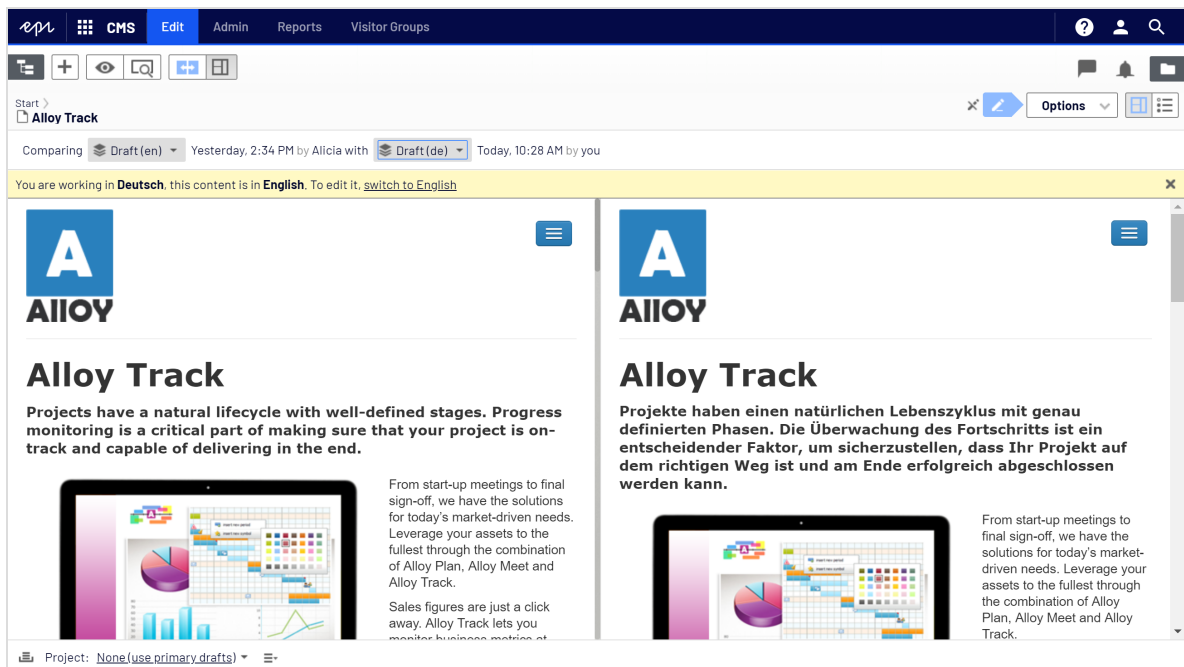 epi CMS Edit Admin Reports Visitor Groups
Start
Alloy Track
Options
Comparing Draft (en) Yesterday, 2:34 PM by Alicia with Draft (de) Today, 10:28 AM by you
You are working in Deutsch, this content is in English. To edit it, switch to English
A
Alloy
Alloy Track
Projects have a natural lifecycle with well-defined stages. Progress
monitoring is a critical part of making sure that your project is on-
track and capable of delivering in the end.
From start-up meetings to final
sign-off, we have the solutions
for today's market-driven needs.
Leverage your assets to the
fullest through the combination
of Alloy Plan, Alloy Meet and
Alloy Track.
Sales figures are just a click
away. Alloy Track lets you
monitor business metrics at
A
Alloy
Alloy Track
Projekte haben einen natürlichen Lebenszyklus mit genau
definierten Phasen. Die Überwachung des Fortschritts ist ein
entscheidender Faktor, um sicherzustellen, dass Ihr Projekt auf
dem richtigen Weg ist und am Ende erfolgreich abgeschlossen
werden kann.
From start-up meetings to
final sign-off, we have the
solutions for today's market-
driven needs. Leverage your
assets to the fullest through
the combination of Alloy
Plan, Alloy Meet and Alloy
Track.
Project: None (use primary drafts)